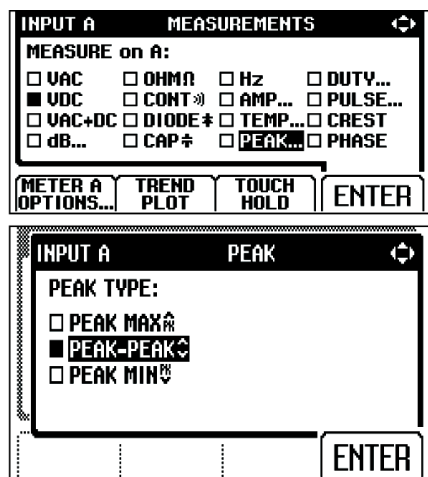 INPUT A MEASUREMENTS
MEASURE on A:
VAC OHMΩ Hz DUTY...
VDC CONT AMP... PULSE...
VAC+DC DIODE TEMP... CREST
dB... CAP PEAK... PHASE
METER A OPTIONS... TREND PLOT TOUCH HOLD ENTER
INPUT A PEAK
PEAK TYPE:
PEAK MAX
PEAK-PEAK
PEAK MIN
ENTER